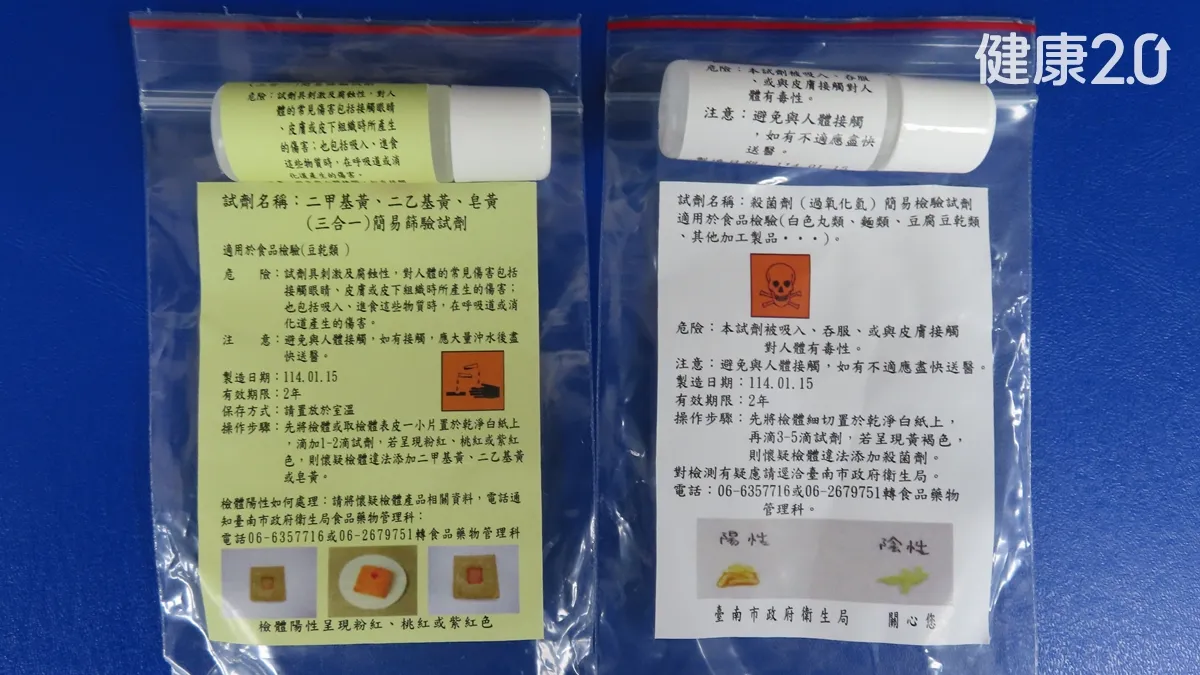 健康2.0
危險：試劑具刺激及腐蝕性，對人
體的常見傷害包括接觸眼睛
、皮膚或皮下組織時所產生
的傷害；也包括吸入、進食
這些物質時，在呼吸道或消
化道產生的傷害。
試劑名稱：二甲基黃、二乙基黃、皂黃
(三合一)簡易篩驗試劑
適用於食品檢驗(豆乾類)
危　險：試劑具刺激及腐蝕性，對人體的常見傷害包括
接觸眼睛、皮膚或皮下組織時所產生的傷害；
也包括吸入、進食這些物質時，在呼吸道或消
化道產生的傷害。
注　意：避免與人體接觸，如有接觸，應大量沖水後盡
快送醫。
製造日期：114.01.15
有效期限：2年
保存方式：請置放於室溫
操作步驟：先將檢體或取檢體表皮一小片置於乾淨白紙上
，滴加1-2滴試劑，若呈現粉紅、桃紅或紫紅
色，則懷疑檢體違法添加二甲基黃、二乙基黃
或皂黃。
檢體陽性如何處理：請將懷疑檢體產品相關資料，電話通
知臺南市政府衛生局食品藥物管理科：
電話06-6357716或06-2679751轉食品藥物管理科
檢體陽性呈現粉紅、桃紅或紫紅色
危險：本試劑被吸入、吞服
、或與皮膚接觸對人
體有毒性。
注意：避免與人體接觸
，如有不適應盡快
送醫。
製造日期：114.01.15
試劑名稱：殺菌劑（過氧化氫）簡易檢驗試劑
適用於食品檢驗(白色丸類、麵類、豆腐豆乾類
、其他加工製品・・・)。
危險：本試劑被吸入、吞服、或與皮膚接觸
對人體有毒性。
注意：避免與人體接觸，如有不適應盡快送醫。
製造日期：114.01.15
有效期限：2年
操作步驟：先將檢體細切置於乾淨白紙上，
再滴3-5滴試劑，若呈現黃褐色，
則懷疑檢體違法添加殺菌劑。
對檢測有疑慮請逕洽臺南市政府衛生局。
電話：06-6357716或06-2679751轉食品藥物
管理科。
陽性　陰性
臺南市政府衛生局　關心您